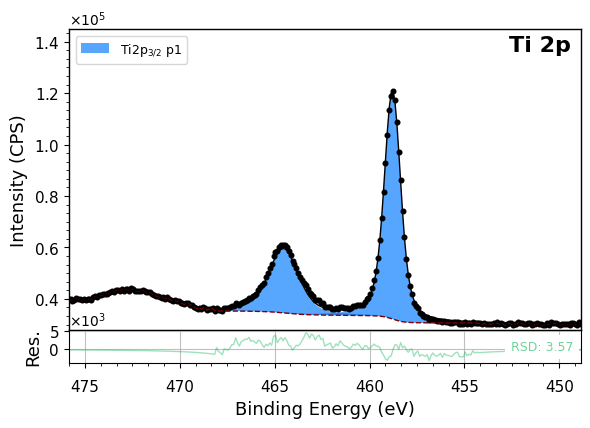 ×10⁵
Ti2p₃/₂ p1
Ti 2p
1.4
1.2
1.0
0.8
0.6
0.4
Intensity (CPS)
×10³
5
0
Res.
RSD: 3.57
475 470 465 460 455 450
Binding Energy (eV)